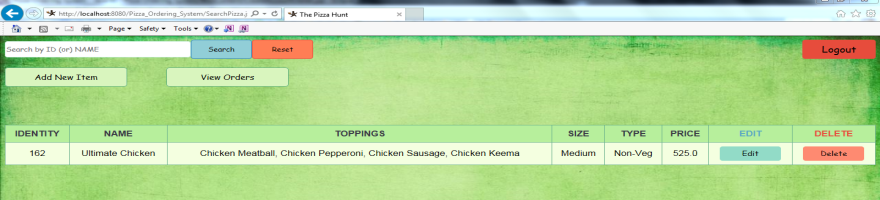 http://localhost:8080/Pizza_Ordering_System/SearchPizza.j
The Pizza Hunt
Page Safety Tools
Search by ID (or) NAME Search Reset Logout
Add New Item View Orders
IDENTITY NAME TOPPINGS SIZE TYPE PRICE EDIT DELETE
162 Ultimate Chicken Chicken Meatball, Chicken Pepperoni, Chicken Sausage, Chicken Keema Medium Non-Veg 525.0 Edit Delete